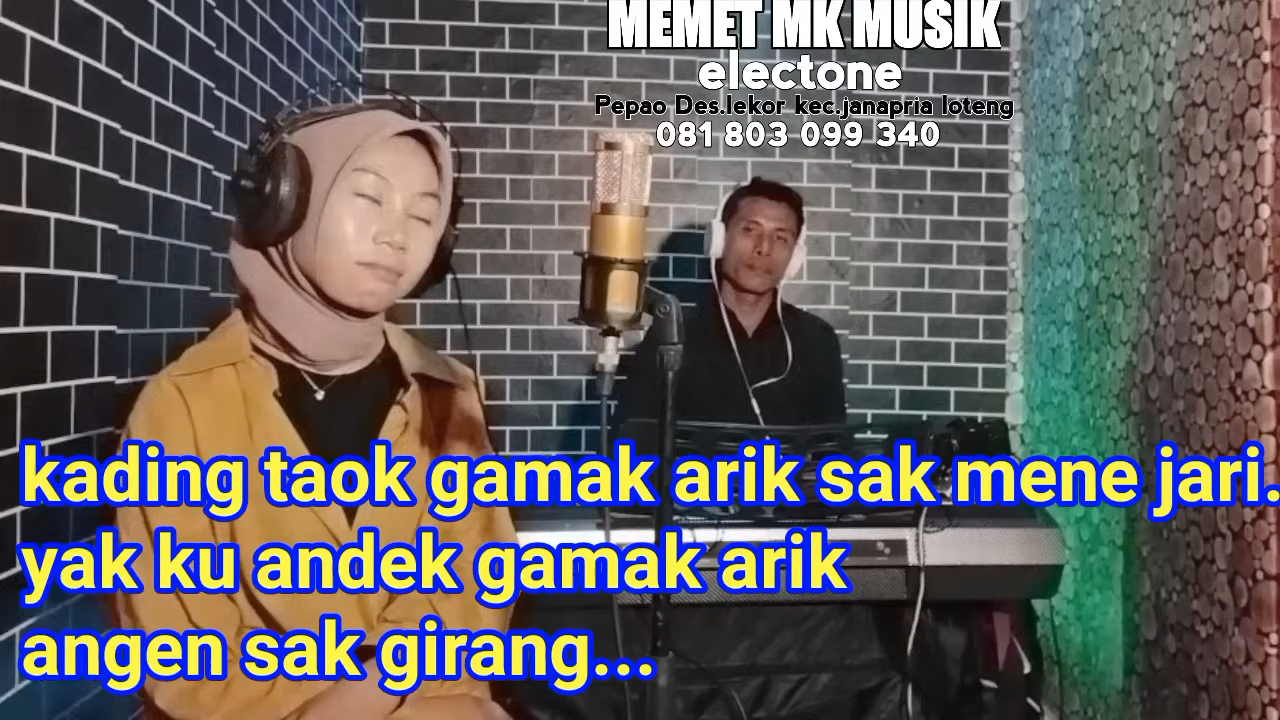 MEMET MK MUSIK
electone
Pepao Des.lekor kec.janapria loteng
081 803 099 340
kading taok gamak arik sak mene jari.
yak ku andek gamak arik
angen sak girang...